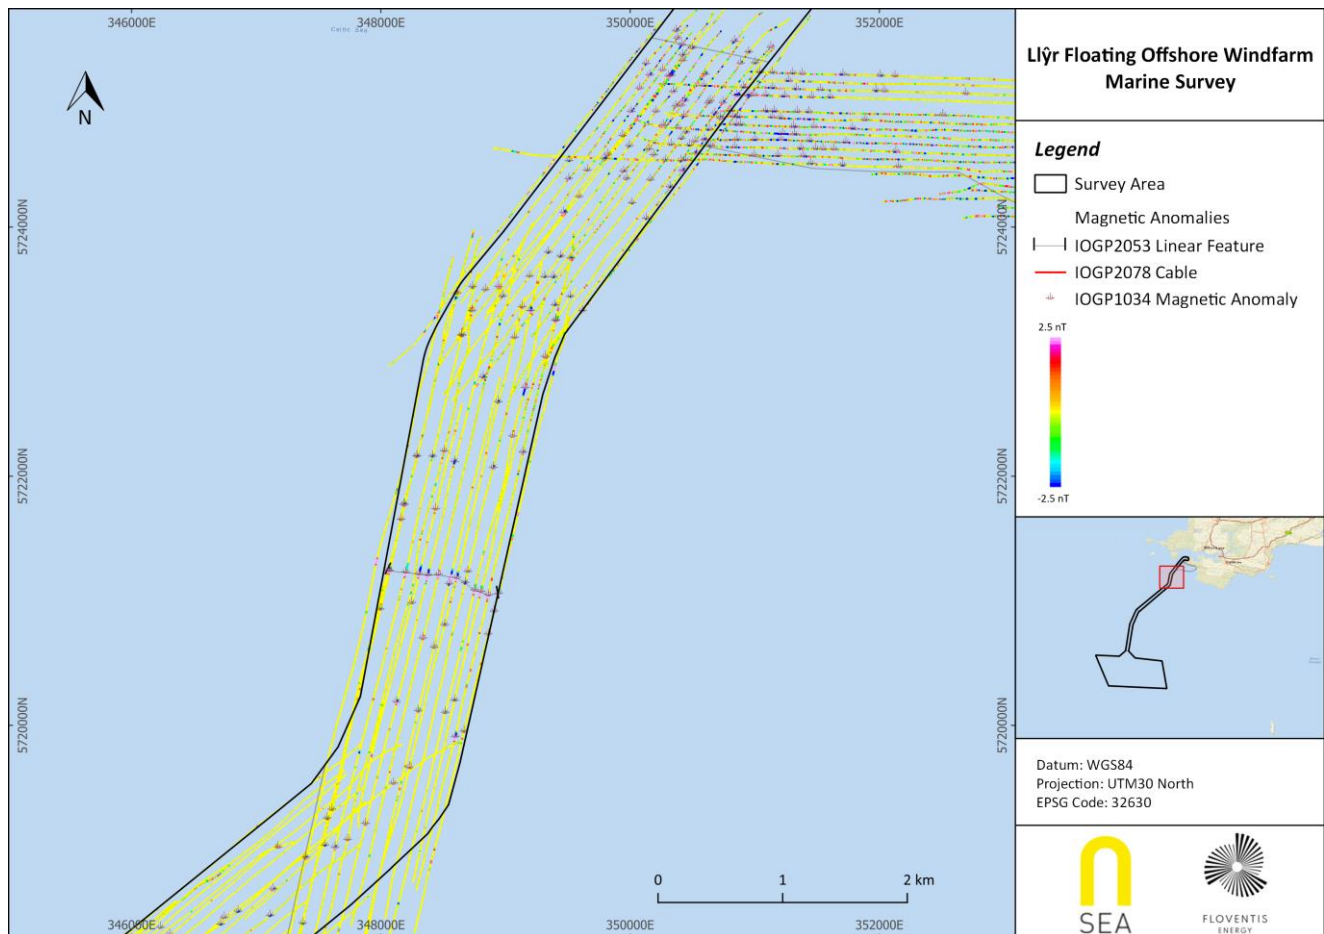 346000E
348000E
350000E
352000E
Celtic Sea
N
5724000N
5724000N
5722000N
5722000N
5720000N
5720000N
0
1
2 km
346000E
348000E
350000E
352000E
Llŷr Floating Offshore Windfarm
Marine Survey
Legend
Survey Area
Magnetic Anomalies
IOGP2053 Linear Feature
IOGP2078 Cable
IOGP1034 Magnetic Anomaly
2.5 nT
-2.5 nT
Datum: WGS84
Projection: UTM30 North
EPSG Code: 32630
SEA
FLOVENTIS
ENERGY